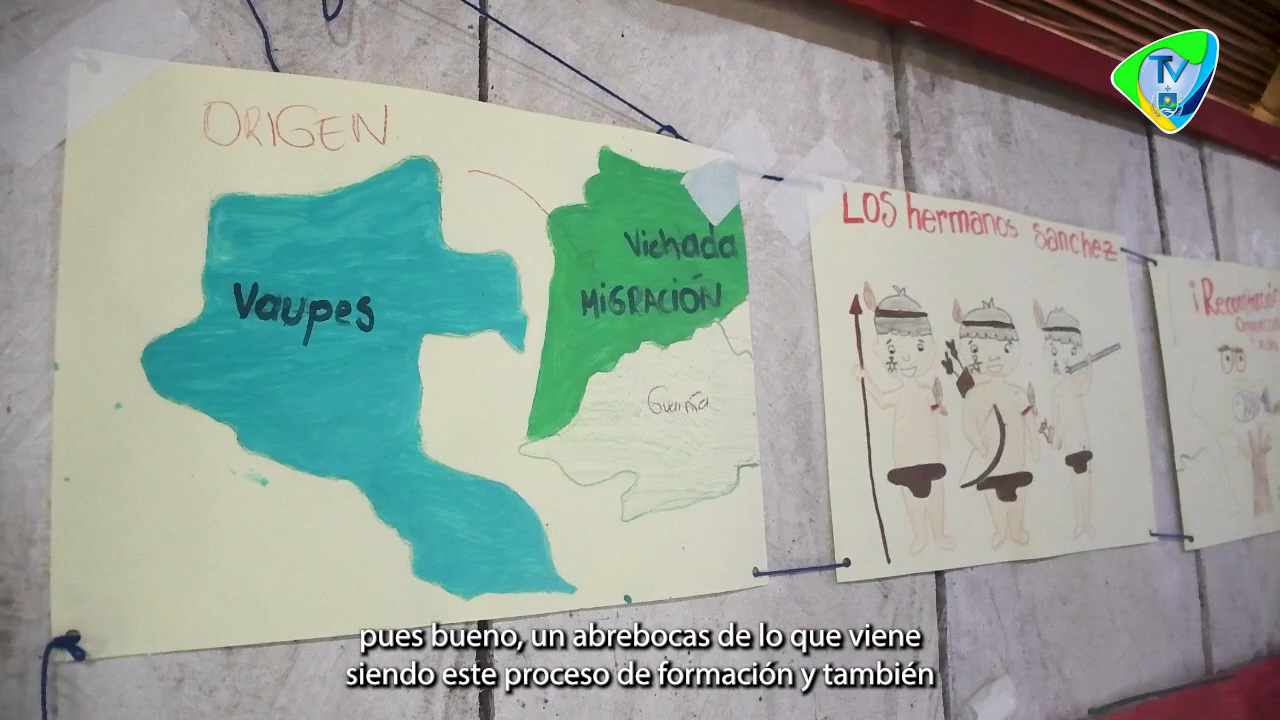 TV
ORIGEN
Vaupes
Vichada
MIGRACIÓN
Guainía
LOS hermanos Sanchez
pues bueno, un abrebocas de lo que viene
siendo este proceso de formación y también